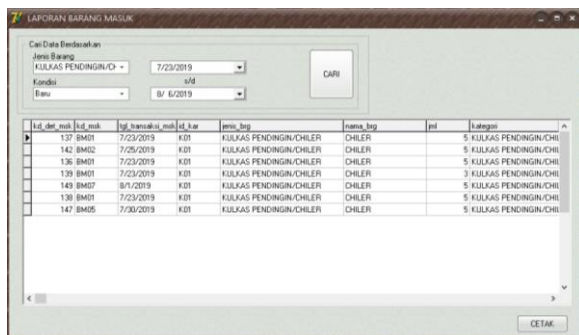 LAPORAN BARANG MASUK
Cari Data Berdasarkan
Jenis Barang
KULKAS PENDINGIN/CH 7/23/2019
Kondisi s/d
Baru 8/ 6/2019
CARI
kd_det_msk kd_msk tgl_transaksi_msk id_kar jenis_brg nama_brg jml kategori
137 BM01 7/23/2019 K01 KULKAS PENDINGIN/CHILER CHILER 5 KULKAS PENDINGIN/CHIL
142 BM02 7/25/2019 K01 KULKAS PENDINGIN/CHILER CHILER 5 KULKAS PENDINGIN/CHIL
136 BM01 7/23/2019 K01 KULKAS PENDINGIN/CHILER CHILER 5 KULKAS PENDINGIN/CHIL
139 BM01 7/23/2019 K01 KULKAS PENDINGIN/CHILER CHILER 3 KULKAS PENDINGIN/CHIL
149 BM07 8/1/2019 K01 KULKAS PENDINGIN/CHILER CHILER 5 KULKAS PENDINGIN/CHIL
138 BM01 7/23/2019 K01 KULKAS PENDINGIN/CHILER CHILER 5 KULKAS PENDINGIN/CHIL
147 BM05 7/30/2019 K01 KULKAS PENDINGIN/CHILER CHILER 5 KULKAS PENDINGIN/CHIL
CETAK